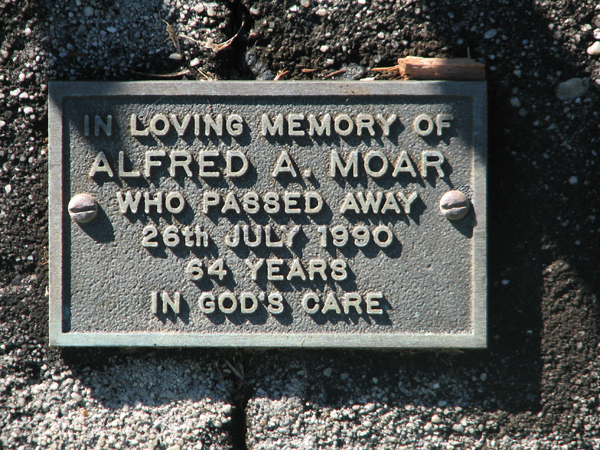 IN LOVING MEMORY OF
ALFRED A. MOAR
WHO PASSED AWAY
26th JULY 1990
64 YEARS
IN GOD'S CARE